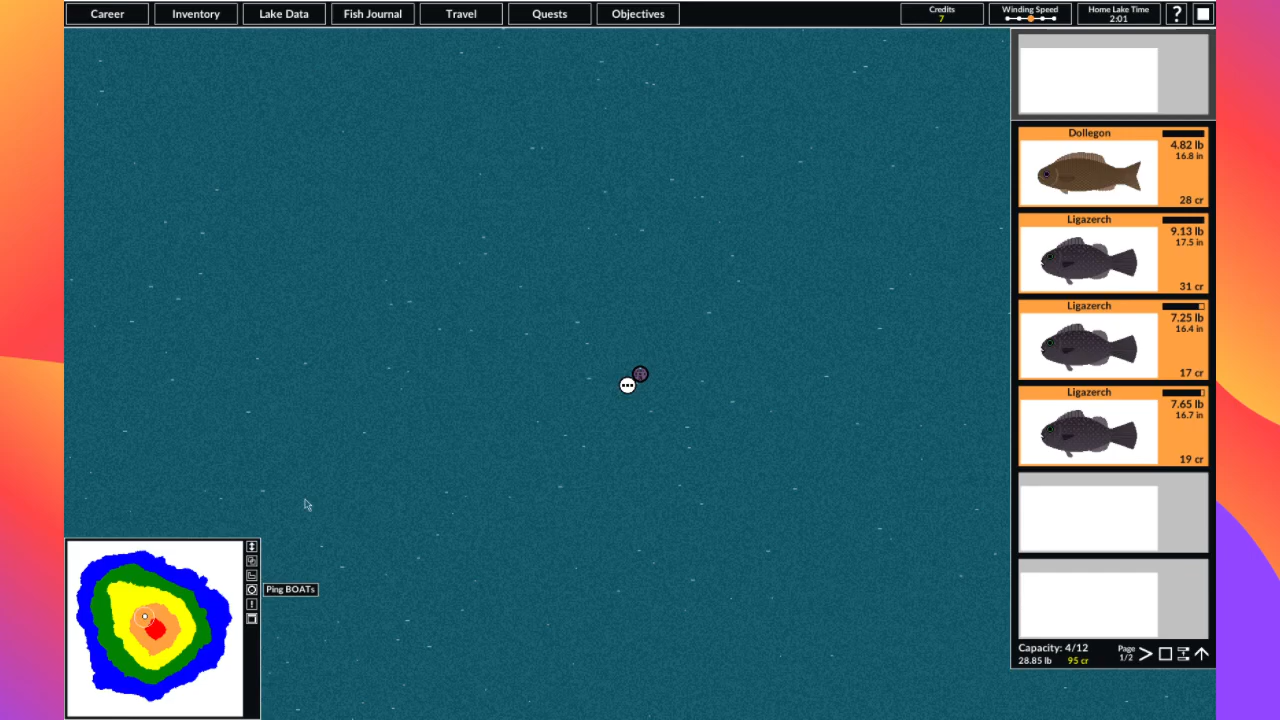 Career
Inventory
Lake Data
Fish Journal
Travel
Quests
Objectives
Credits
7
Winding Speed
Home Lake Time
2:01
?
Dollegon
4.82 lb
16.8 in
28 cr
Ligazerch
9.13 lb
17.5 in
31 cr
Ligazerch
7.25 lb
16.4 in
17 cr
Ligazerch
7.65 lb
16.7 in
19 cr
Ping BOATs
Capacity: 4/12
28.85 lb 95 cr
Page
1/2